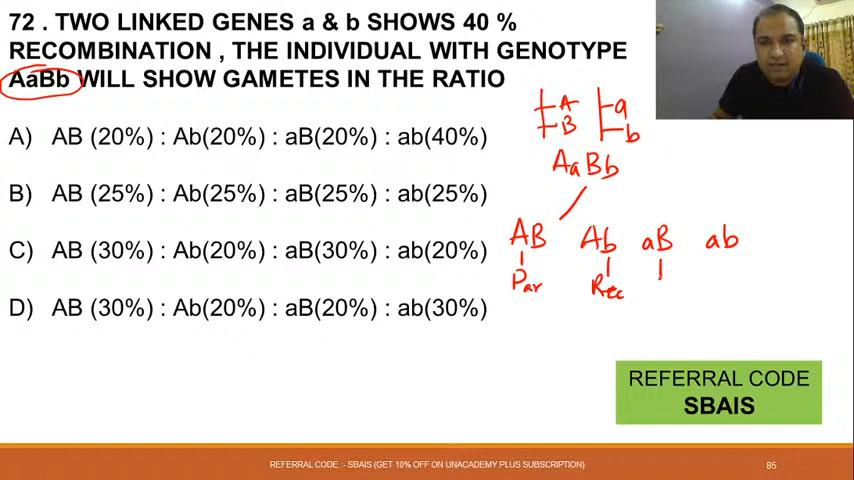 72 . TWO LINKED GENES a & b SHOWS 40 %
RECOMBINATION , THE INDIVIDUAL WITH GENOTYPE
AaBb WILL SHOW GAMETES IN THE RATIO
A) AB (20%) : Ab(20%) : aB(20%) : ab(40%)
B) AB (25%) : Ab(25%) : aB(25%) : ab(25%)
C) AB (30%) : Ab(20%) : aB(30%) : ab(20%)
D) AB (30%) : Ab(20%) : aB(20%) : ab(30%)
A a
B b
AaBb
AB Ab aB ab
Par Rec
REFERRAL CODE
SBAIS
REFERRAL CODE :- SBAIS (GET 10% OFF ON UNACADEMY PLUS SUBSCRIPTION)
85